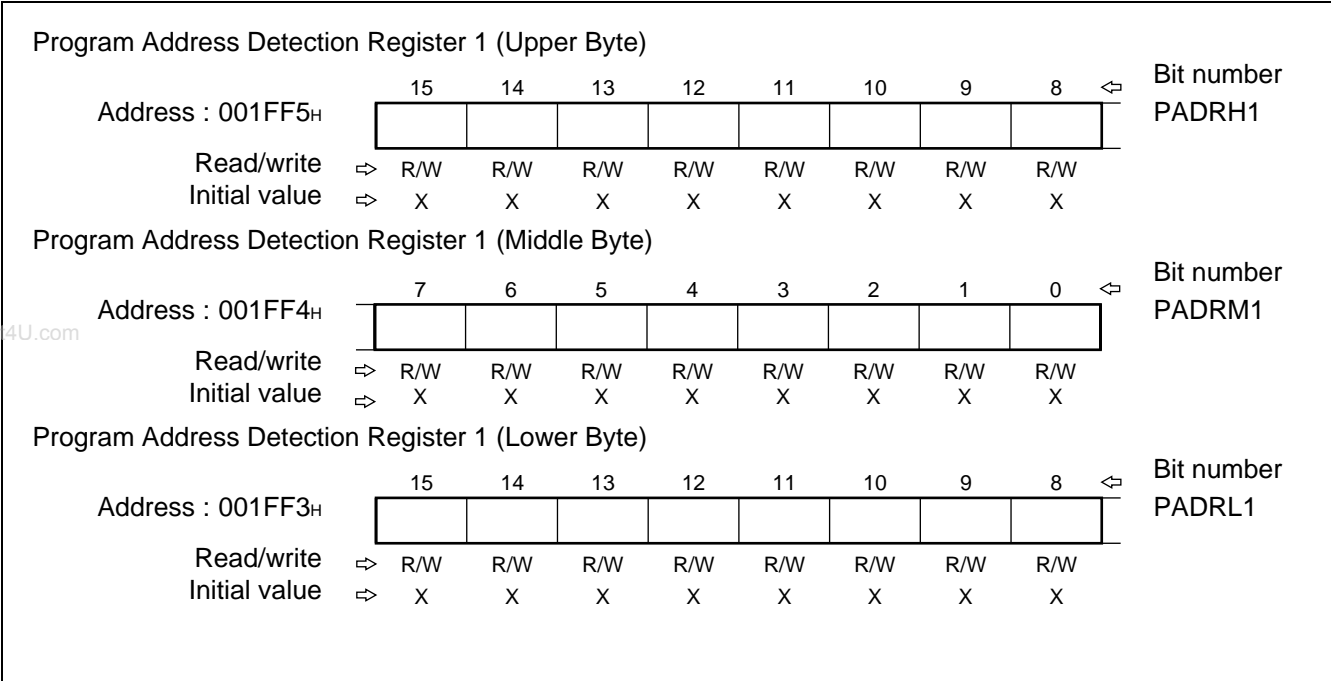 Program Address Detection Register 1 (Upper Byte)
15 14 13 12 11 10 9 8 ⇦ Bit number
Address : 001FF5H PADRH1
Read/write ⇨ R/W R/W R/W R/W R/W R/W R/W R/W
Initial value ⇨ X X X X X X X X
Program Address Detection Register 1 (Middle Byte)
7 6 5 4 3 2 1 0 ⇦ Bit number
Address : 001FF4H PADRM1
t4U.com
Read/write ⇨ R/W R/W R/W R/W R/W R/W R/W R/W
Initial value ⇨ X X X X X X X X
Program Address Detection Register 1 (Lower Byte)
15 14 13 12 11 10 9 8 ⇦ Bit number
Address : 001FF3H PADRL1
Read/write ⇨ R/W R/W R/W R/W R/W R/W R/W R/W
Initial value ⇨ X X X X X X X X